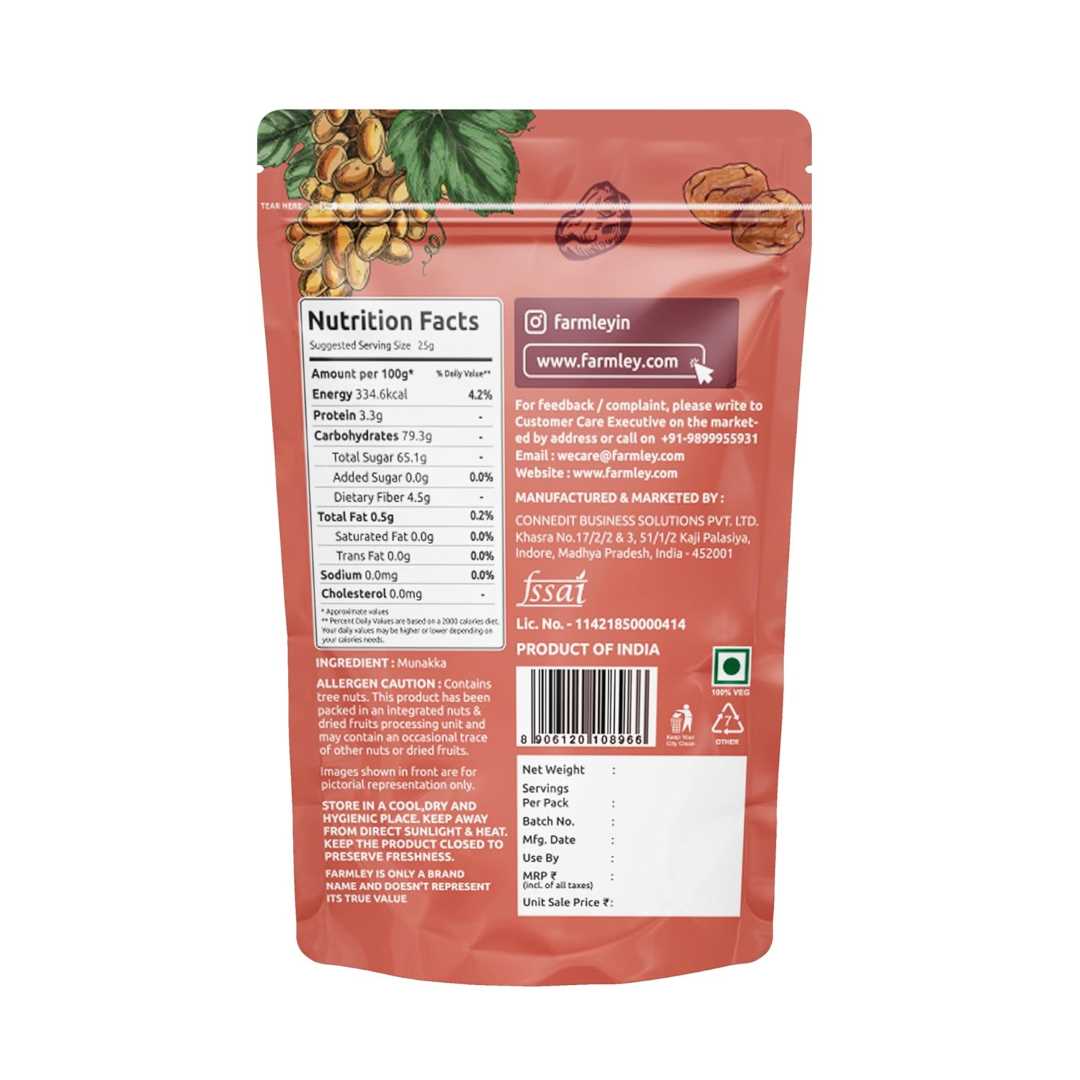 TEAR HERE
Nutrition Facts
Suggested Serving Size 25g
Amount per 100g* % Daily Value**
Energy 334.6kcal 4.2%
Protein 3.3g -
Carbohydrates 79.3g -
Total Sugar 65.1g -
Added Sugar 0.0g 0.0%
Dietary Fiber 4.5g -
Total Fat 0.5g 0.2%
Saturated Fat 0.0g 0.0%
Trans Fat 0.0g 0.0%
Sodium 0.0mg 0.0%
Cholesterol 0.0mg -
* Approximate values
** Percent Daily Values are based on a 2000 calories diet.
Your daily values may be higher or lower depending on
your calories needs.
INGREDIENT : Munakka
ALLERGEN CAUTION : Contains
tree nuts. This product has been
packed in an integrated nuts &
dried fruits processing unit and
may contain an occasional trace
of other nuts or dried fruits.
Images shown in front are for
pictorial representation only.
STORE IN A COOL,DRY AND
HYGIENIC PLACE. KEEP AWAY
FROM DIRECT SUNLIGHT & HEAT.
KEEP THE PRODUCT CLOSED TO
PRESERVE FRESHNESS.
FARMLEY IS ONLY A BRAND
NAME AND DOESN'T REPRESENT
ITS TRUE VALUE
farmleyin
www.farmley.com
For feedback / complaint, please write to
Customer Care Executive on the market-
ed by address or call on +91-9899955931
Email : wecare@farmley.com
Website : www.farmley.com
MANUFACTURED & MARKETED BY :
CONNEDIT BUSINESS SOLUTIONS PVT. LTD.
Khasra No.17/2/2 & 3, 51/1/2 Kaji Palasiya,
Indore, Madhya Pradesh, India - 452001
fssai
Lic. No. - 11421850000414
PRODUCT OF INDIA
8 906120 108966
100% VEG
Keep Your
City Clean
7
OTHER
Net Weight :
Servings
Per Pack :
Batch No. :
Mfg. Date :
Use By :
MRP ₹ :
(incl. of all taxes)
Unit Sale Price ₹: